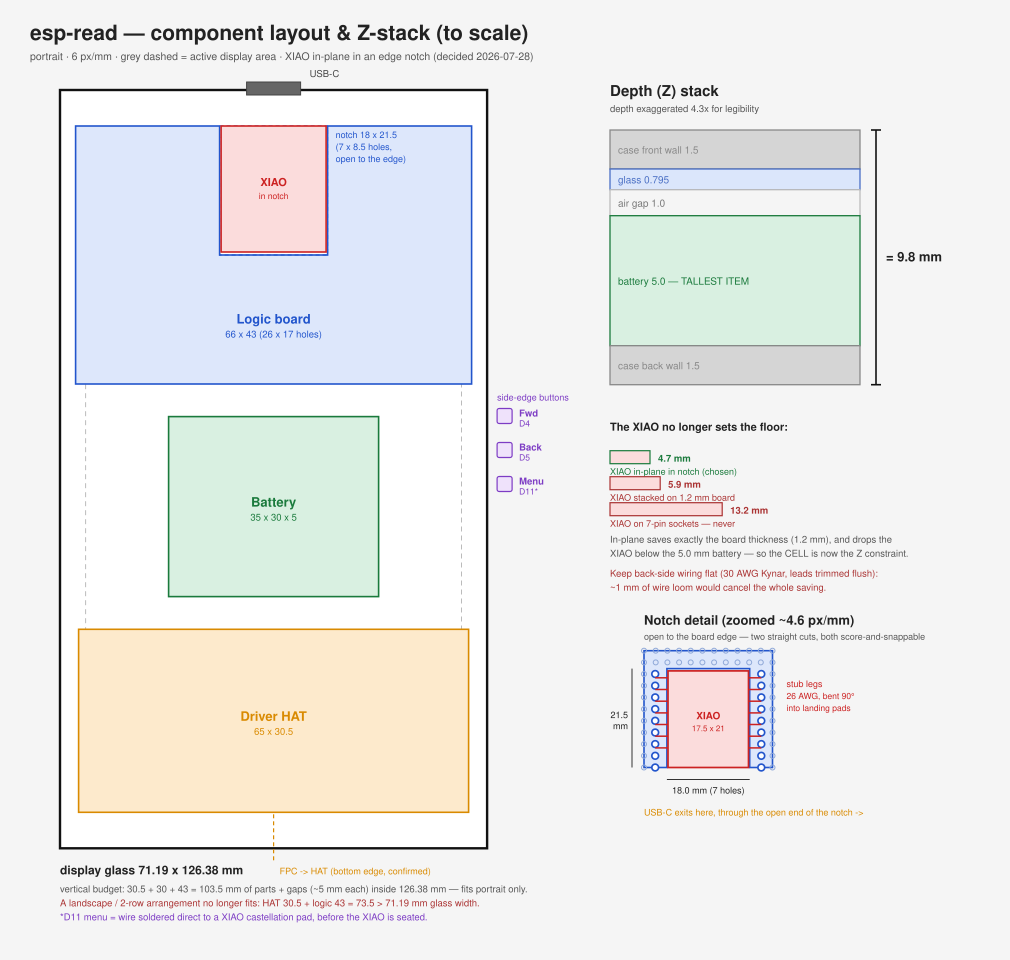 esp-read — component layout & Z-stack (to scale)
portrait · 6 px/mm · grey dashed = active display area · XIAO in-plane in an edge notch (decided 2026-07-28)
USB-C
notch 18 x 21.5
(7 x 8.5 holes,
open to the edge)
XIAO
in notch
Logic board
66 x 43 (26 x 17 holes)
side-edge buttons
Fwd
D4
Back
D5
Menu
D11*
Battery
35 x 30 x 5
Driver HAT
65 x 30.5
display glass 71.19 x 126.38 mm
FPC -> HAT (bottom edge, confirmed)
vertical budget: 30.5 + 30 + 43 = 103.5 mm of parts + gaps (~5 mm each) inside 126.38 mm — fits portrait only.
A landscape / 2-row arrangement no longer fits: HAT 30.5 + logic 43 = 73.5 > 71.19 mm glass width.
*D11 menu = wire soldered direct to a XIAO castellation pad, before the XIAO is seated.
Depth (Z) stack
depth exaggerated 4.3x for legibility
case front wall 1.5
glass 0.795
air gap 1.0
battery 5.0 — TALLEST ITEM
case back wall 1.5
= 9.8 mm
The XIAO no longer sets the floor:
4.7 mm
XIAO in-plane in notch (chosen)
5.9 mm
XIAO stacked on 1.2 mm board
13.2 mm
XIAO on 7-pin sockets — never
In-plane saves exactly the board thickness (1.2 mm), and drops the
XIAO below the 5.0 mm battery — so the CELL is now the Z constraint.
Keep back-side wiring flat (30 AWG Kynar, leads trimmed flush):
~1 mm of wire loom would cancel the whole saving.
Notch detail (zoomed ~4.6 px/mm)
open to the board edge — two straight cuts, both score-and-snappable
stub legs
26 AWG, bent 90°
into landing pads
21.5
mm
XIAO
17.5 x 21
18.0 mm (7 holes)
USB-C exits here, through the open end of the notch ->